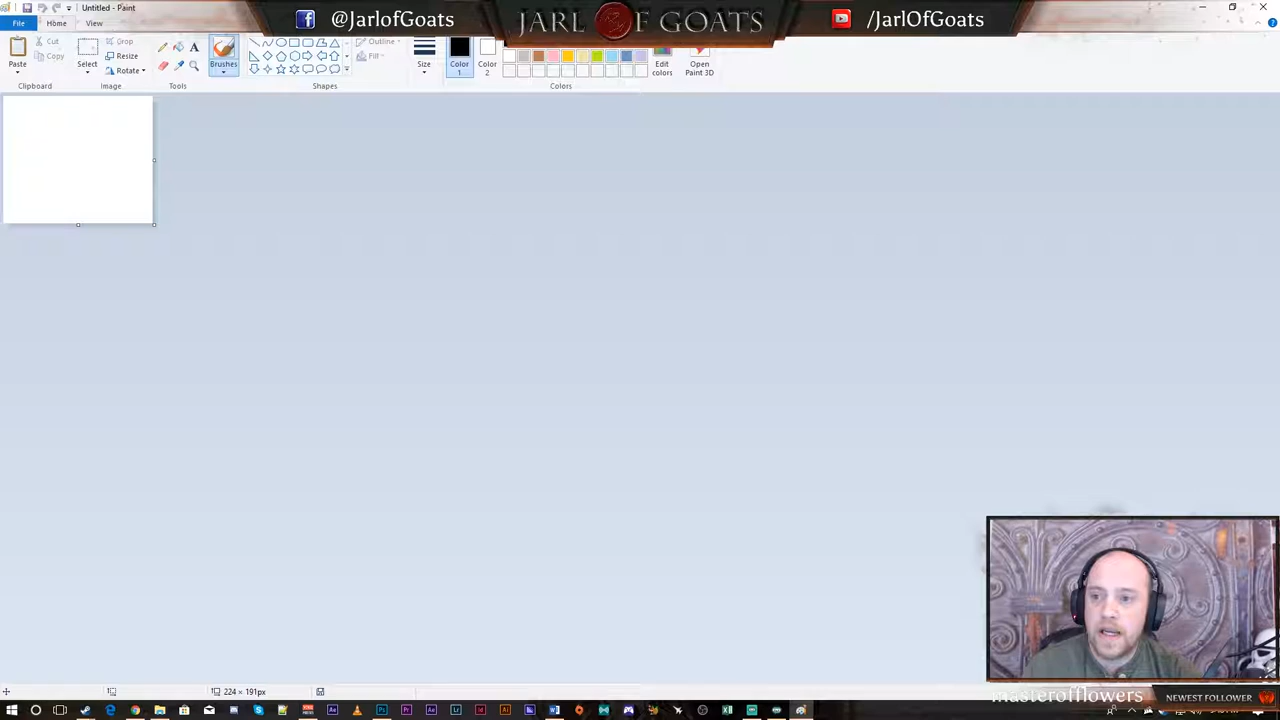 @JarlofGoats
JARL OF GOATS
/JarlOfGoats
Untitled - Paint
File
Home
View
Paste
Cut
Copy
Clipboard
Select
Crop
Resize
Rotate
Image
Tools
Brushes
Shapes
Outline
Fill
Size
Color 1
Color 2
Colors
Edit colors
Open Paint 3D
224 × 191px
masterofflowers
NEWEST FOLLOWER